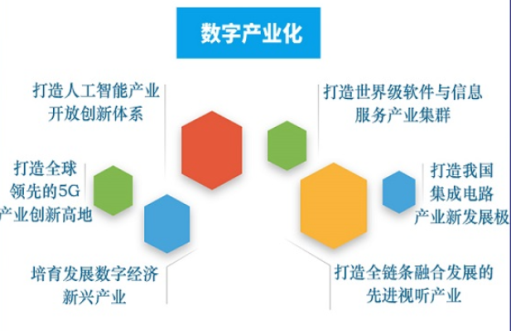 数字产业化
打造人工智能产业
开放创新体系
打造世界级软件与信息
服务产业集群
打造全球
领先的5G
产业创新高地
打造我国
集成电路
产业新发展极
培育发展数字经济
新兴产业
打造全链条融合发展的
先进视听产业